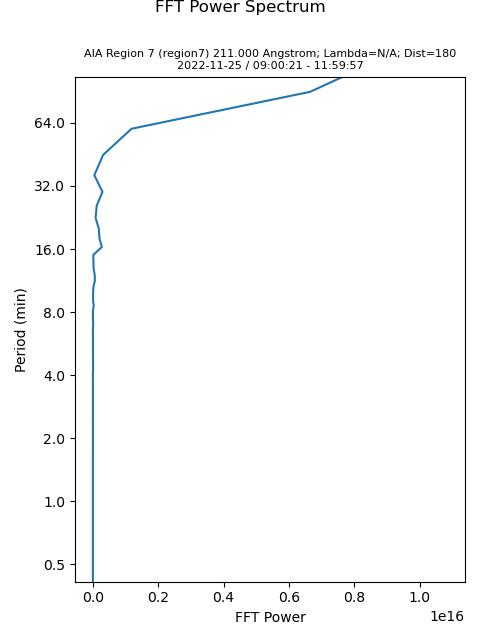 FFT Power Spectrum
AIA Region 7 (region7) 211.000 Angstrom; Lambda=N/A; Dist=180
2022-11-25 / 09:00:21 - 11:59:57
64.0
32.0
16.0
8.0
4.0
2.0
1.0
0.5
Period (min)
0.0 0.2 0.4 0.6 0.8 1.0
1e16
FFT Power